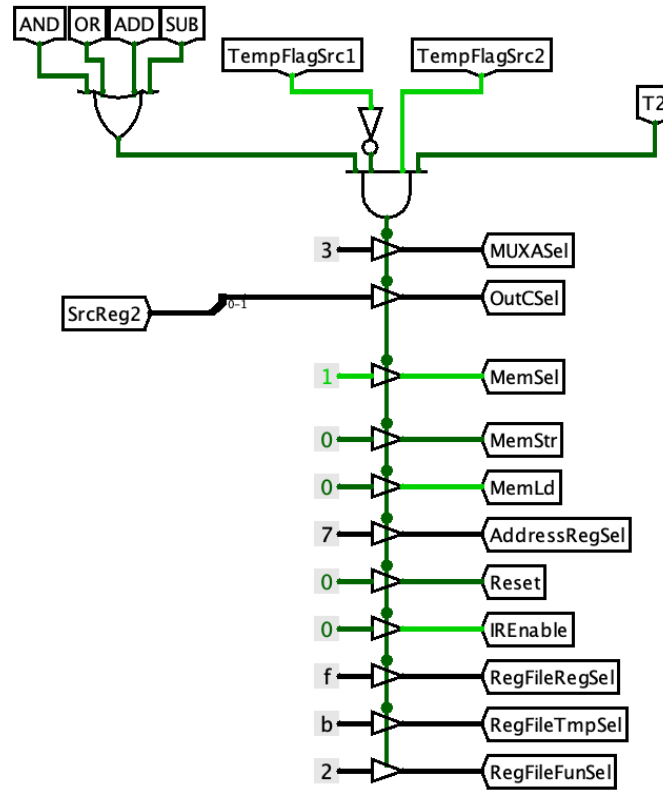 AND OR ADD SUB
TempFlagSrc1 TempFlagSrc2
T2
3 MUXASel
SrcReg2 0-1 OutCSel
1 MemSel
0 MemStr
0 MemLd
7 AddressRegSel
0 Reset
0 IREnable
f RegFileRegSel
b RegFileTmpSel
2 RegFileFunSel